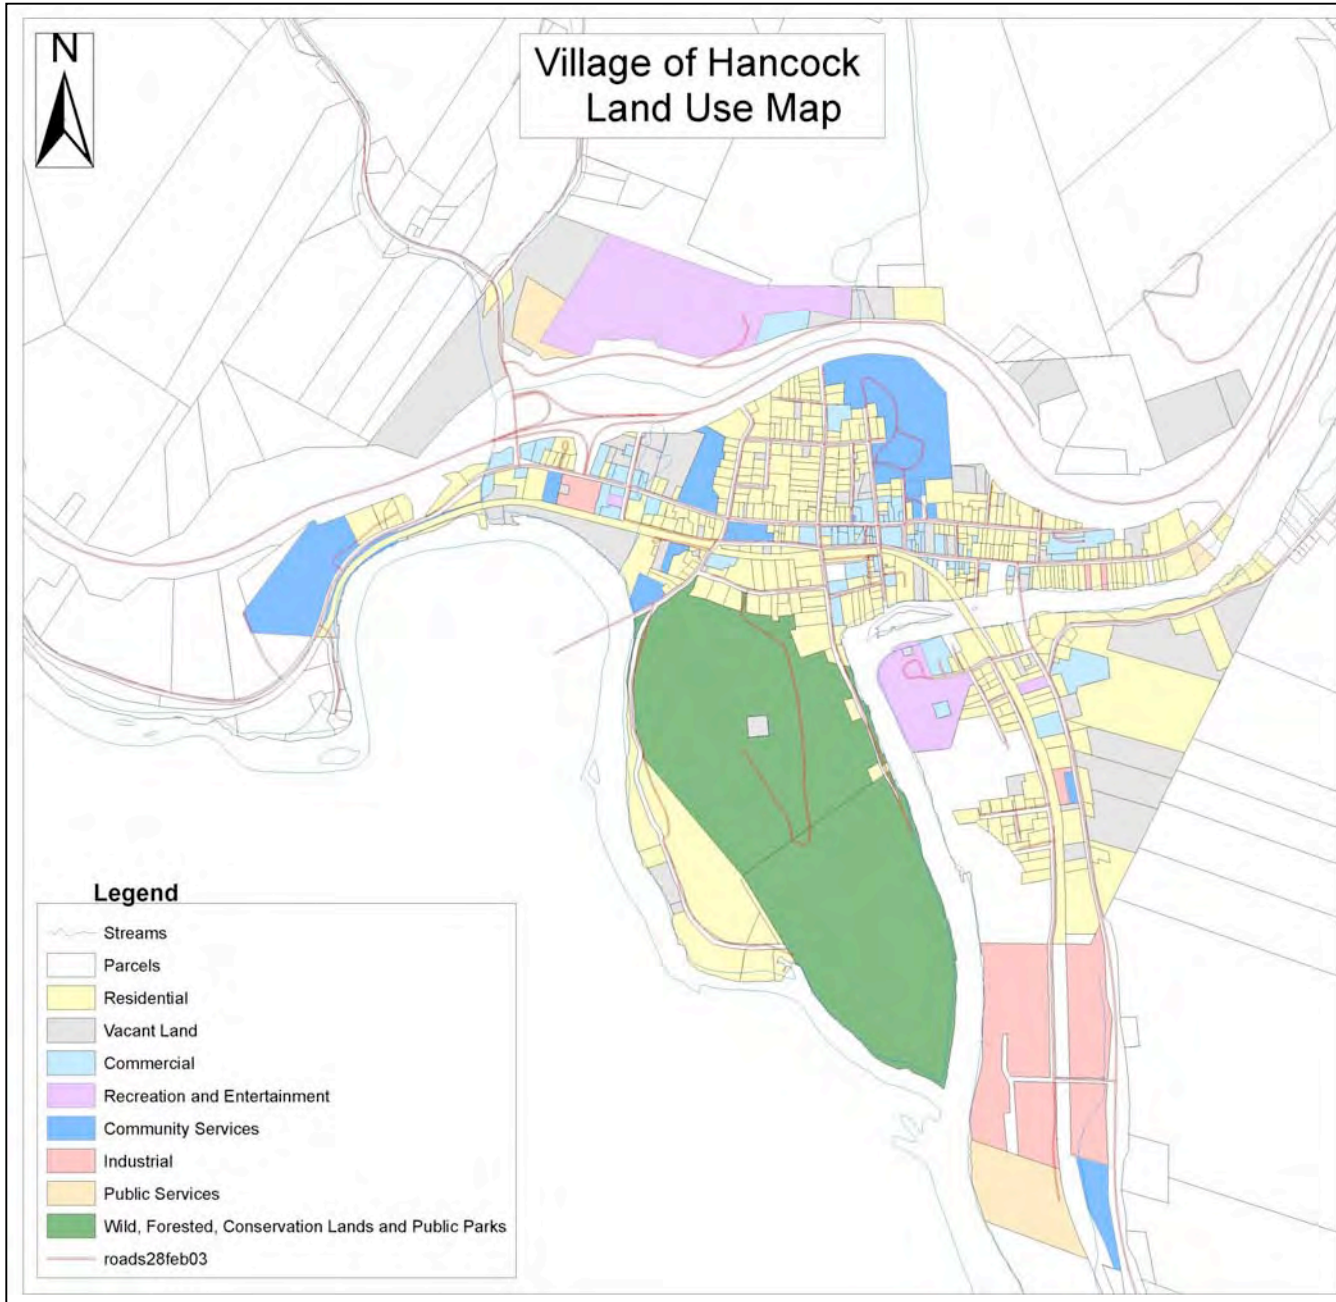 N
Village of Hancock
Land Use Map
Legend
Streams
Parcels
Residential
Vacant Land
Commercial
Recreation and Entertainment
Community Services
Industrial
Public Services
Wild, Forested, Conservation Lands and Public Parks
roads28feb03